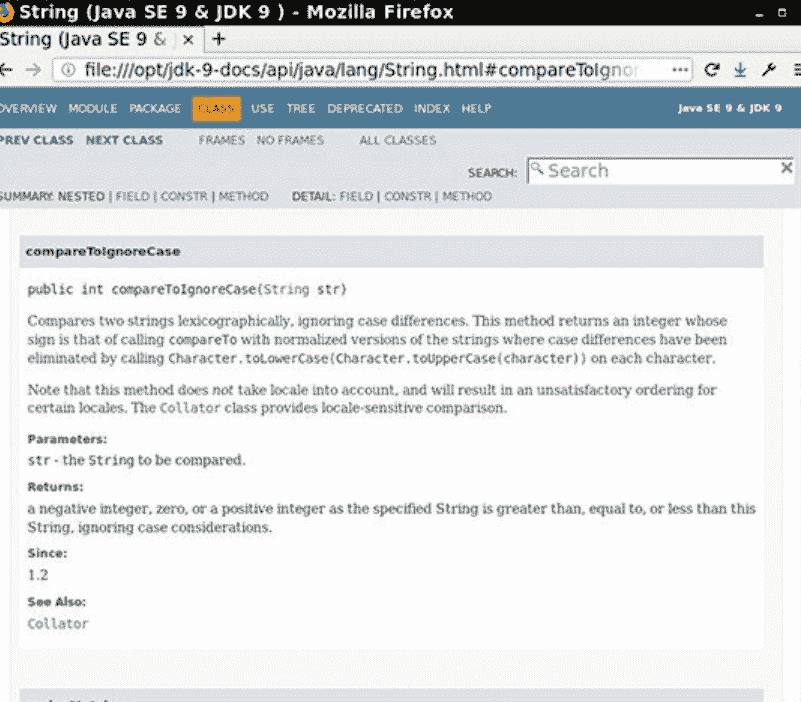 String (Java SE 9 & JDK 9 ) - Mozilla Firefox
String (Java SE 9 &
file:///opt/jdk-9-docs/api/java/lang/String.html#compareToIgnor
OVERVIEW MODULE PACKAGE CLASS USE TREE DEPRECATED INDEX HELP
Java SE 9 & JDK 9
PREV CLASS NEXT CLASS FRAMES NO FRAMES ALL CLASSES
SEARCH: Search
SUMMARY: NESTED | FIELD | CONSTR | METHOD DETAIL: FIELD | CONSTR | METHOD
compareToIgnoreCase
public int compareToIgnoreCase(String str)
Compares two strings lexicographically, ignoring case differences. This method returns an integer whose
sign is that of calling compareTo with normalized versions of the strings where case differences have been
eliminated by calling Character.toLowerCase(Character.toUpperCase(character)) on each character.
Note that this method does not take locale into account, and will result in an unsatisfactory ordering for
certain locales. The Collator class provides locale-sensitive comparison.
Parameters:
str - the String to be compared.
Returns:
a negative integer, zero, or a positive integer as the specified String is greater than, equal to, or less than this
String, ignoring case considerations.
Since:
1.2
See Also:
Collator